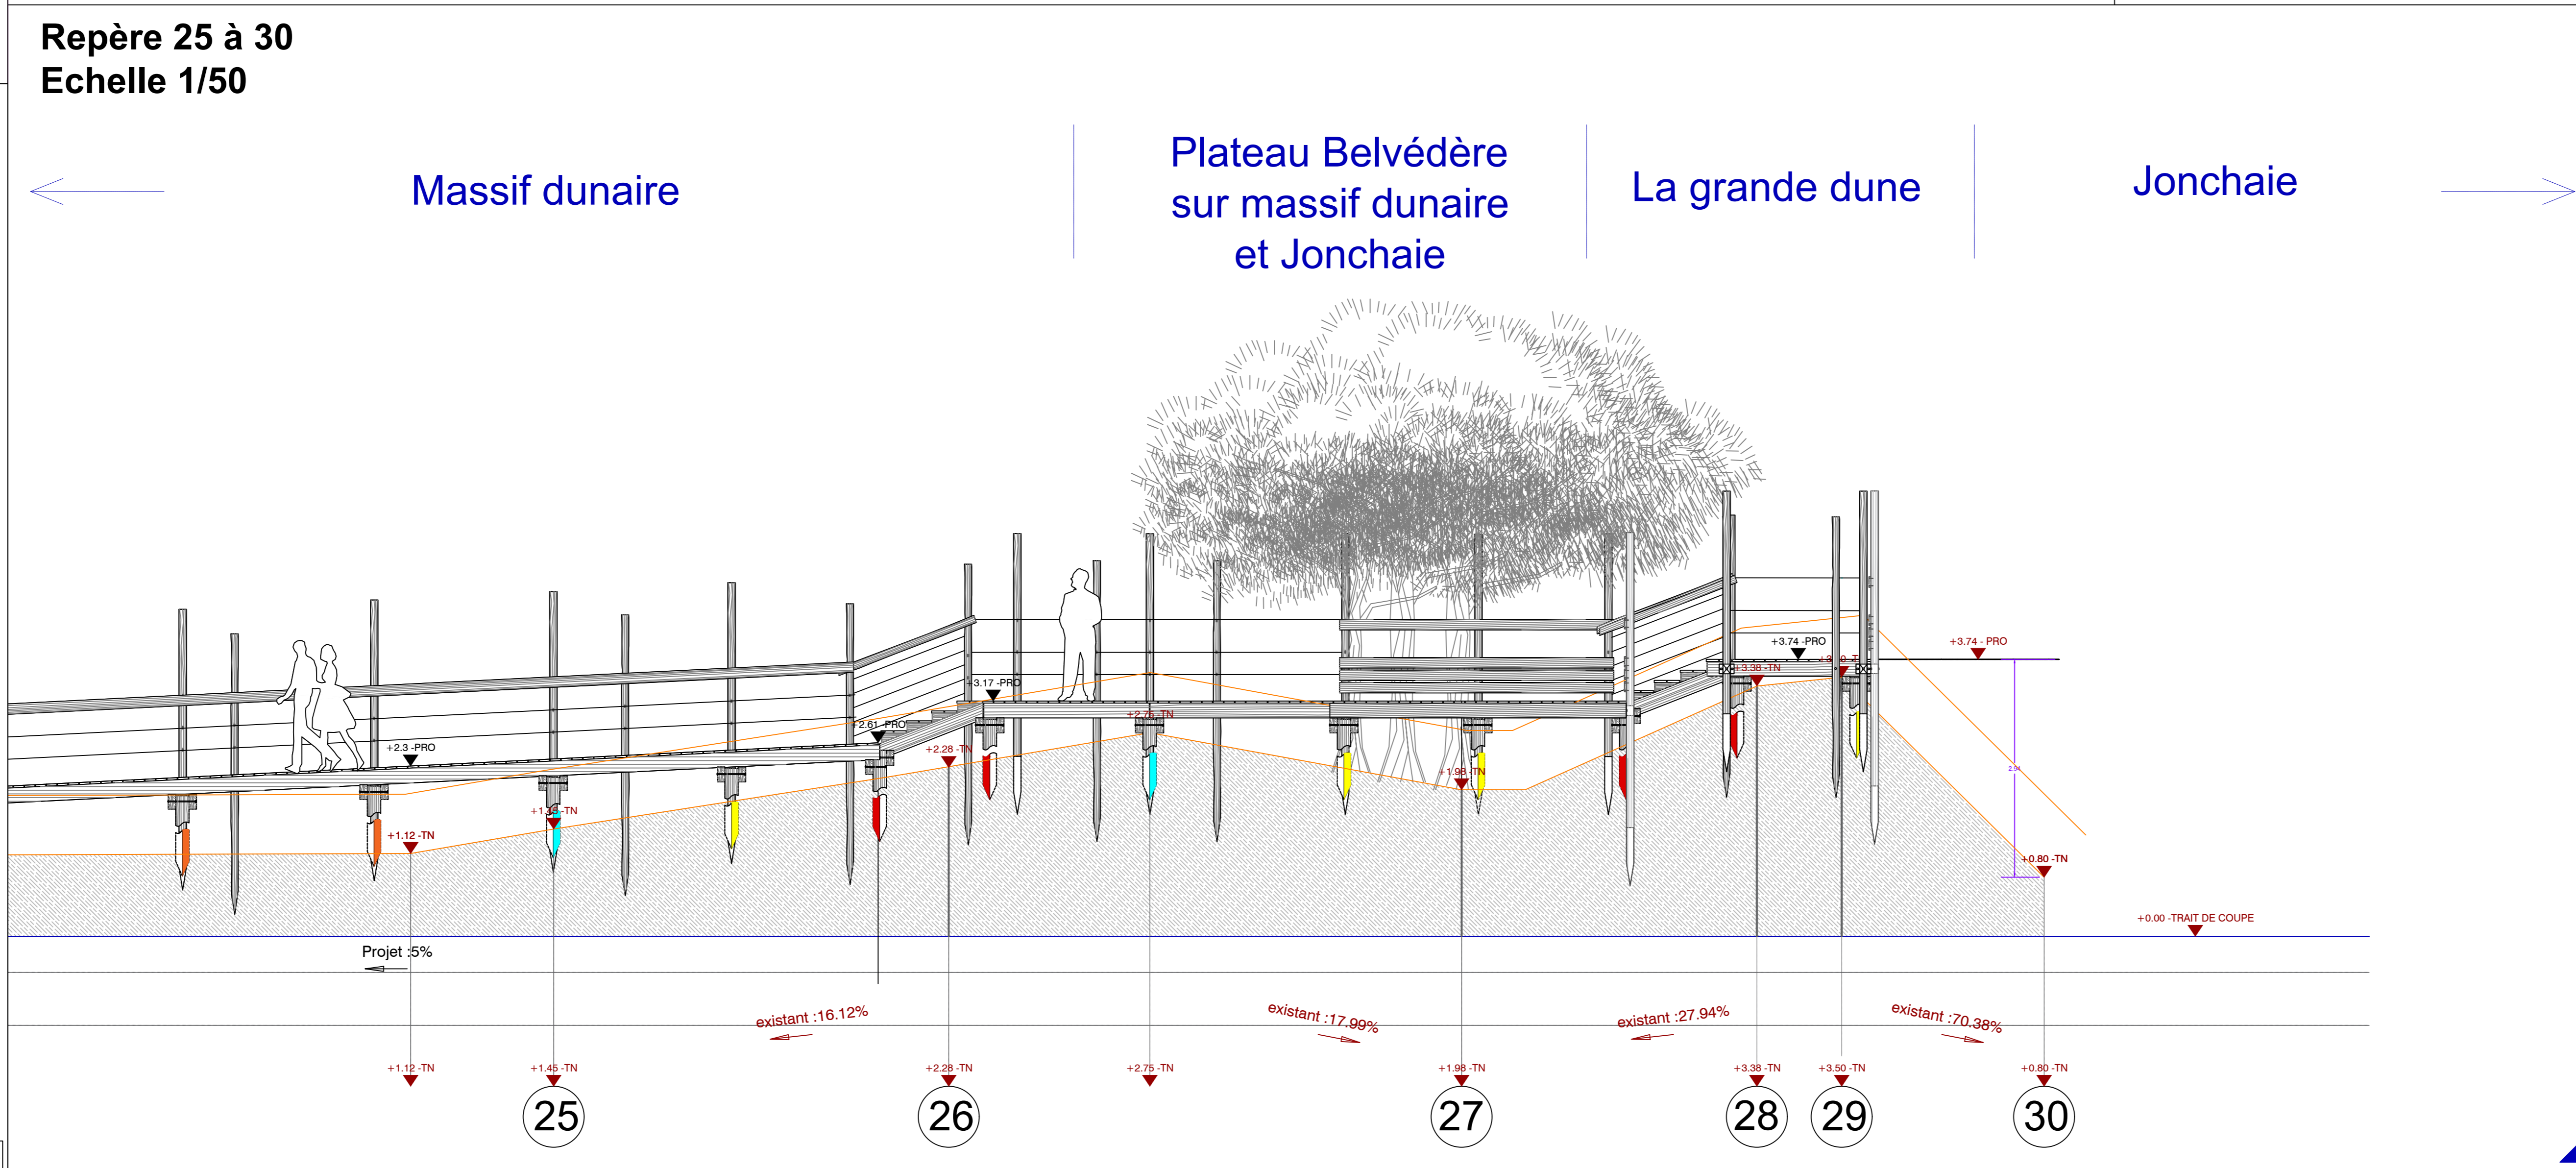 Repère 25 à 30
Echelle 1/50
Massif dunaire
Plateau Belvédère
sur massif dunaire
et Jonchaie
La grande dune
Jonchaie
+3.74 -PRO
+3.74 - PRO
+3.38 -TN
+3.17 -PRO
+2.75 -TN
+2.61 -PRO
+2.3 -PRO
+2.28 -TN
+1.98 -TN
2.94
+1.45 -TN
+1.12 -TN
+0.80 -TN
+0.00 -TRAIT DE COUPE
Projet :5%
existant :16.12%
existant :17.99%
existant :27.94%
existant :70.38%
+1.12 -TN
+1.45 -TN
+2.28 -TN
+2.75 -TN
+1.98 -TN
+3.38 -TN
+3.50 -TN
+0.80 -TN
25
26
27
28
29
30